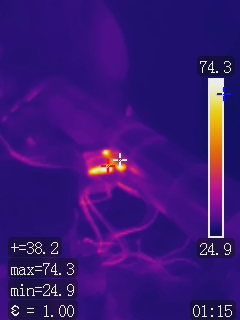 74.3
24.9
+=38.2
max=74.3
min=24.9
ε = 1.00
01:15